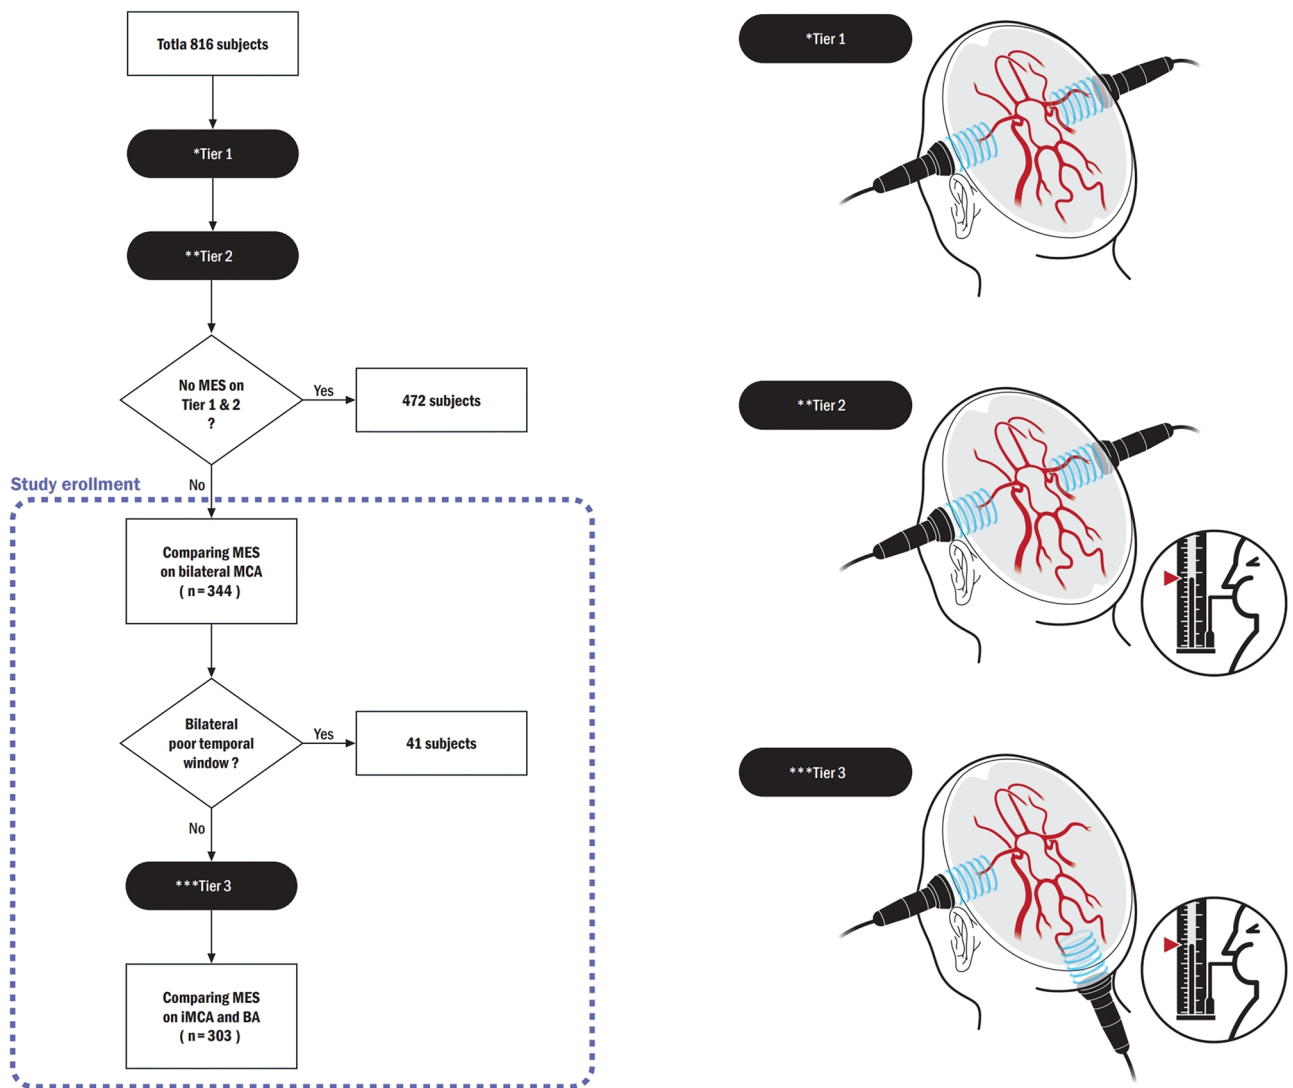 Totla 816 subjects
*Tier 1
**Tier 2
No MES on
Tier 1 & 2
?
Yes
472 subjects
No
Study erollment
Comparing MES
on bilateral MCA
( n = 344 )
Bilateral
poor temporal
window ?
Yes
41 subjects
No
***Tier 3
Comparing MES
on iMCA and BA
( n = 303 )
*Tier 1
**Tier 2
***Tier 3